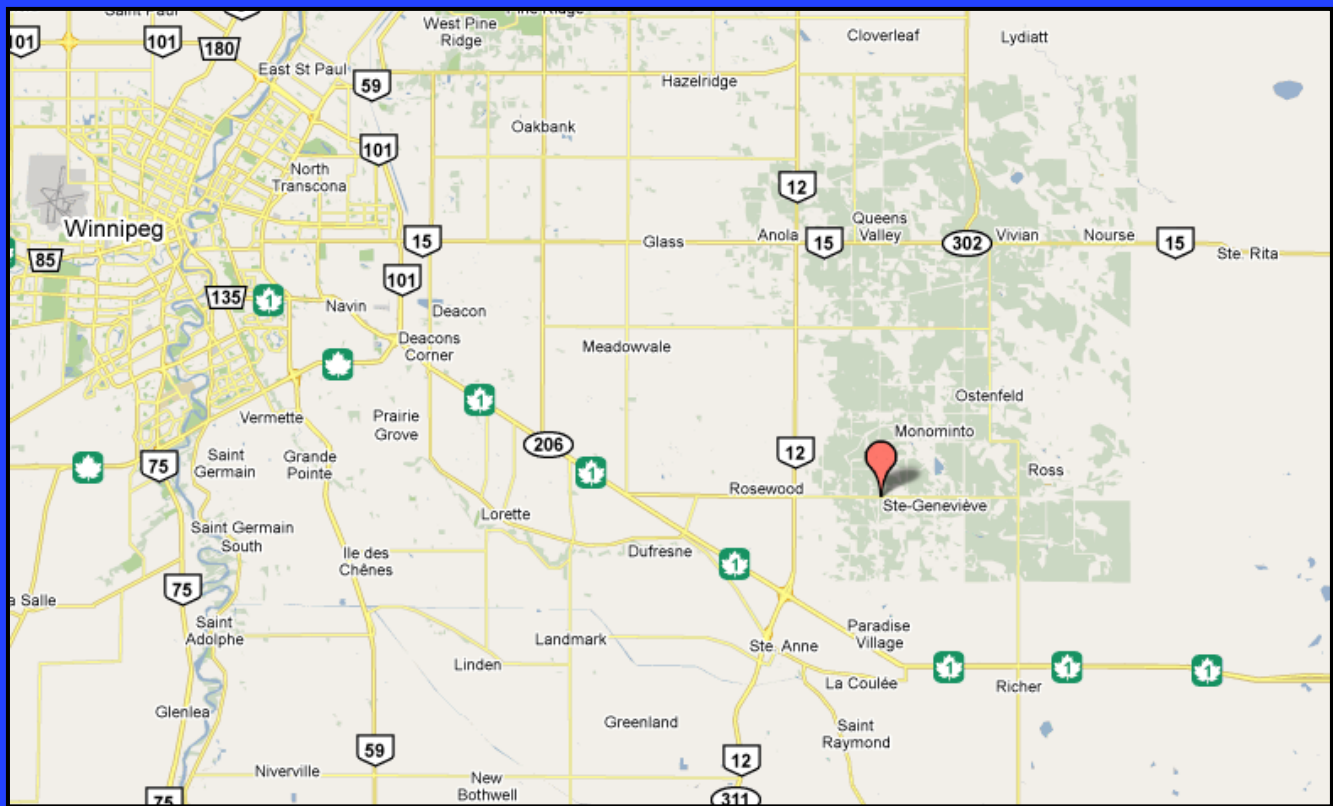 Saint Paul
Pine Ridge
West Pine
Ridge
Cloverleaf
Lydiatt
101
101
180
East St Paul
59
Hazelridge
Oakbank
101
North
Transcona
12
Winnipeg
Queens
Valley
15
Glass
Anola
15
302
Vivian
Nourse
15
Ste. Rita
85
101
135
1
Navin
Deacon
Deacons
Corner
Meadowvale
1
Ostenfeld
Vermette
Prairie
Grove
Monominto
206
12
75
Saint
Germain
Grande
Pointe
1
Ross
Rosewood
Ste-Geneviève
Lorette
Saint Germain
South
Ile des
Chênes
Dufresne
1
75
a Salle
Saint
Adolphe
Landmark
Paradise
Village
Ste. Anne
Linden
1
1
1
La Coulée
Richer
Glenlea
Greenland
Saint
Raymond
59
12
Niverville
New
Bothwell
75
311